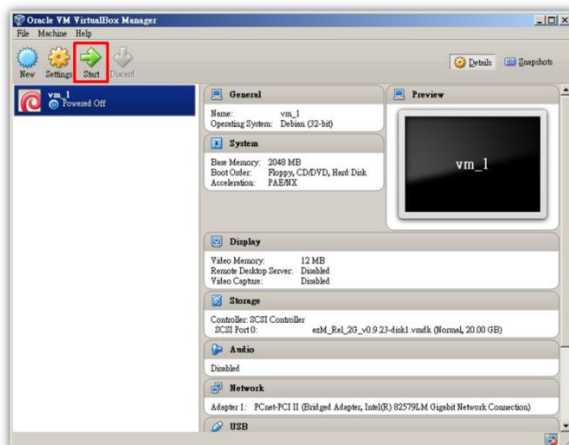 Oracle VM VirtualBox Manager
File Machine Help
New Settings Start Discard
Details Snapshots
vm_1
Powered Off
General
Name: vm_1
Operating System: Debian (32-bit)
System
Base Memory: 2048 MB
Boot Order: Floppy, CD/DVD, Hard Disk
Acceleration: PAE/NX
Preview
vm_1
Display
Video Memory: 12 MB
Remote Desktop Server: Disabled
Video Capture: Disabled
Storage
Controller: SCSI Controller
SCSI Port 0: ezM_Rel_2G_v0.9.23-disk1.vmdk (Normal, 20.00 GB)
Audio
Disabled
Network
Adapter 1: PCnet-PCI II (Bridged Adapter, Intel(R) 82579LM Gigabit Network Connection)
USB